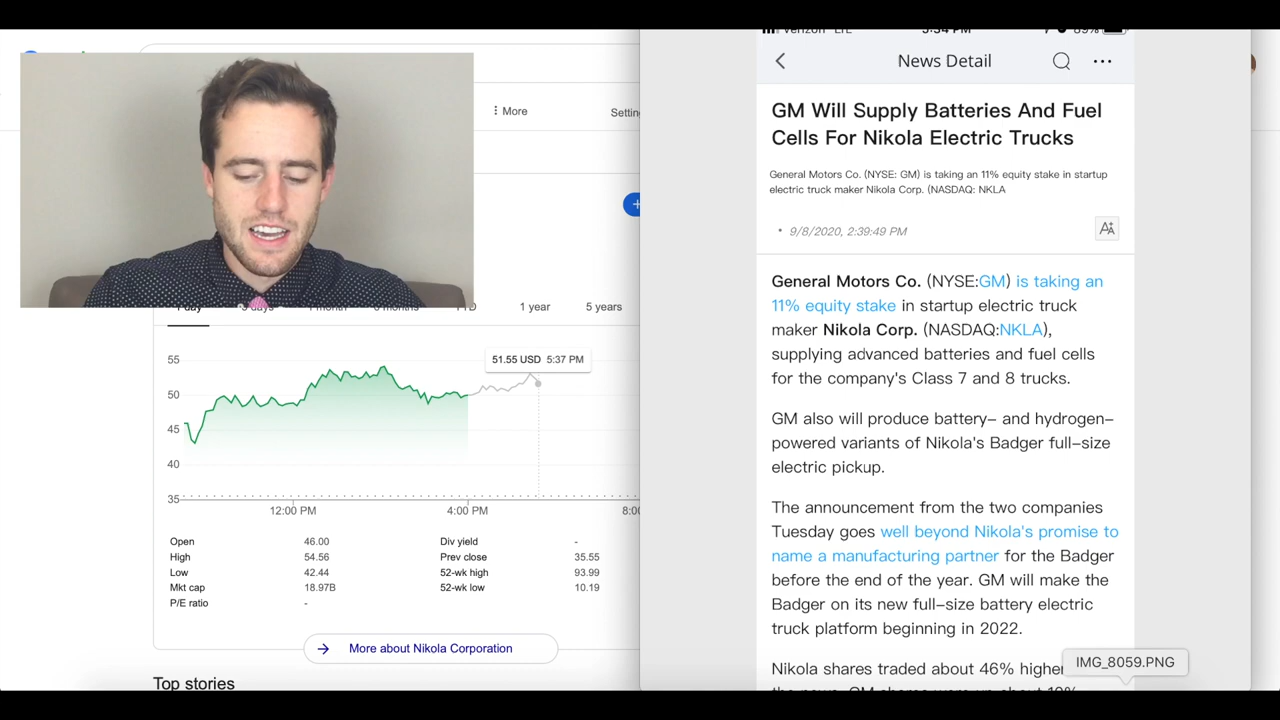 More
Settin
1 year
5 years
51.55 USD 5:37 PM
55
50
45
40
35
12:00 PM
4:00 PM
8:00
Open 46.00 Div yield -
High 54.56 Prev close 35.55
Low 42.44 52-wk high 93.99
Mkt cap 18.97B 52-wk low 10.19
P/E ratio -
More about Nikola Corporation
Top stories
News Detail
GM Will Supply Batteries And Fuel
Cells For Nikola Electric Trucks
General Motors Co. (NYSE: GM) is taking an 11% equity stake in startup
electric truck maker Nikola Corp. (NASDAQ: NKLA
• 9/8/2020, 2:39:49 PM
General Motors Co. (NYSE:GM) is taking an
11% equity stake in startup electric truck
maker Nikola Corp. (NASDAQ:NKLA),
supplying advanced batteries and fuel cells
for the company's Class 7 and 8 trucks.
GM also will produce battery– and hydrogen–
powered variants of Nikola's Badger full–size
electric pickup.
The announcement from the two companies
Tuesday goes well beyond Nikola's promise to
name a manufacturing partner for the Badger
before the end of the year. GM will make the
Badger on its new full–size battery electric
truck platform beginning in 2022.
Nikola shares traded about 46% higher
IMG_8059.PNG